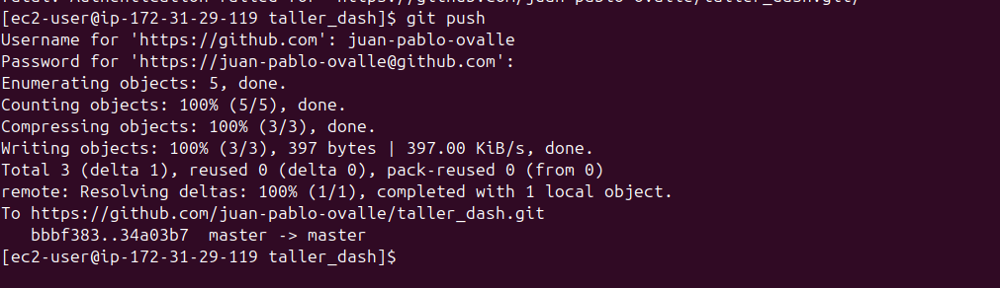 [ec2-user@ip-172-31-29-119 taller_dash]$ git push
Username for 'https://github.com': juan-pablo-ovalle
Password for 'https://juan-pablo-ovalle@github.com':
Enumerating objects: 5, done.
Counting objects: 100% (5/5), done.
Compressing objects: 100% (3/3), done.
Writing objects: 100% (3/3), 397 bytes | 397.00 KiB/s, done.
Total 3 (delta 1), reused 0 (delta 0), pack-reused 0 (from 0)
remote: Resolving deltas: 100% (1/1), completed with 1 local object.
To https://github.com/juan-pablo-ovalle/taller_dash.git
   bbbf383..34a03b7  master -> master
[ec2-user@ip-172-31-29-119 taller_dash]$